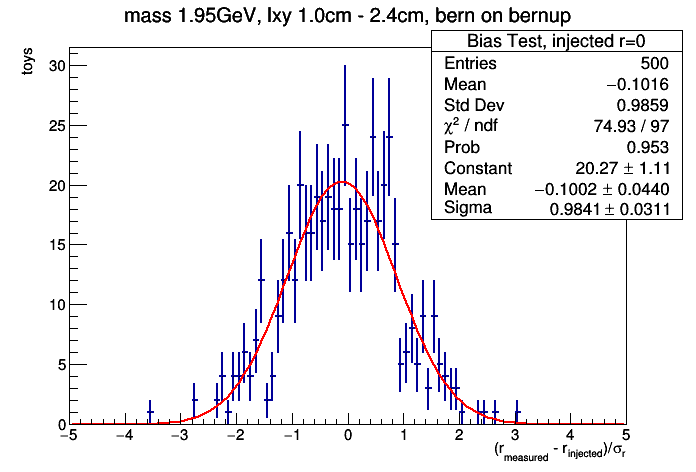 mass 1.95GeV, lxy 1.0cm - 2.4cm, bern on bernup
toys
Bias Test, injected r=0
Entries 500
Mean −0.1016
Std Dev 0.9859
χ² / ndf 74.93 / 97
Prob 0.953
Constant 20.27 ± 1.11
Mean −0.1002 ± 0.0440
Sigma 0.9841 ± 0.0311
30
25
20
15
10
5
0
−5 −4 −3 −2 −1 0 1 2 3 4 5
(r_measured - r_injected)/σ_r